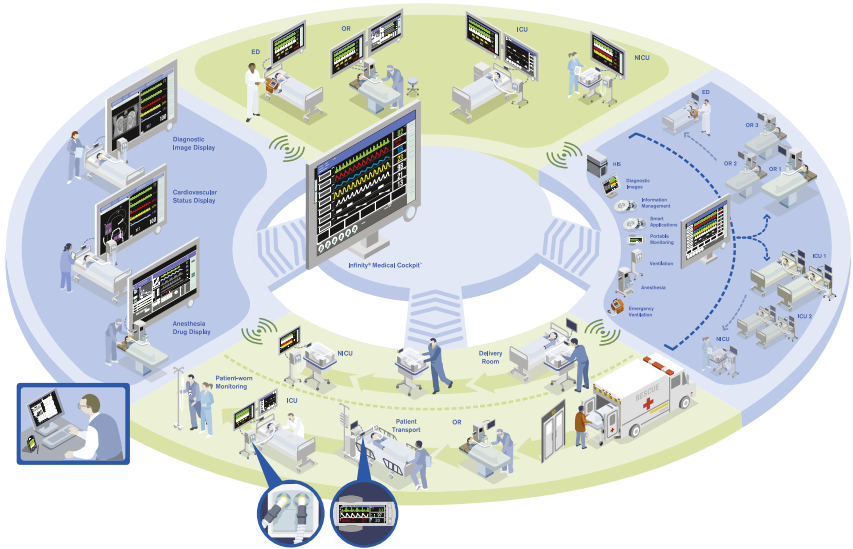 ED
OR
ICU
NICU
Diagnostic
Image Display
Cardiovascular
Status Display
Anesthesia
Drug Display
Infinity® Medical Cockpit™
HIS
Diagnostic
Images
Information
Management
Smart
Applications
Portable
Monitoring
Ventilation
Anesthesia
Emergency
Ventilation
ED
OR 3
OR 2
OR 1
ICU 1
ICU 2
NICU
NICU
Delivery
Room
Patient-worn
Monitoring
ICU
Patient
Transport
OR
RESCUE